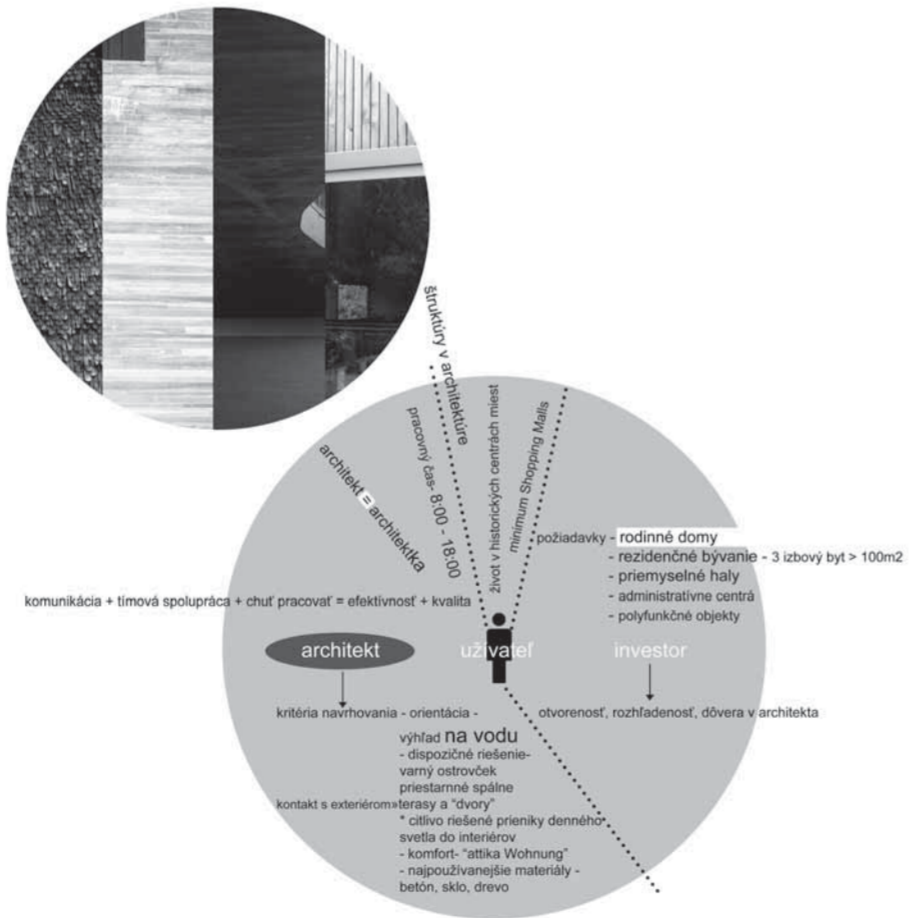 štruktúry v architektúre
pracovný čas- 8:00 - 18:00
život v historických centrách miest
minimum Shopping Malls
architekt = architektka
požiadavky - rodinné domy
- rezidenčné bývanie - 3 izbový byt > 100m2
- priemyselné haly
- administratívne centrá
- polyfunkčné objekty
komunikácia + tímová spolupráca + chuť pracovať = efektívnosť + kvalita
architekt
užívateľ
investor
kritéria navrhovania - orientácia -
otvorenosť, rozhľadenosť, dôvera v architekta
výhľad na vodu
- dispozičné riešenie-
varný ostrovček
priestarnné spálne
kontakt s exteriérom» terasy a "dvory"
* citlivo riešené prieniky denného
svetla do interiérov
- komfort- "attika Wohnung"
- najpoužívanejšie materiály -
betón, sklo, drevo